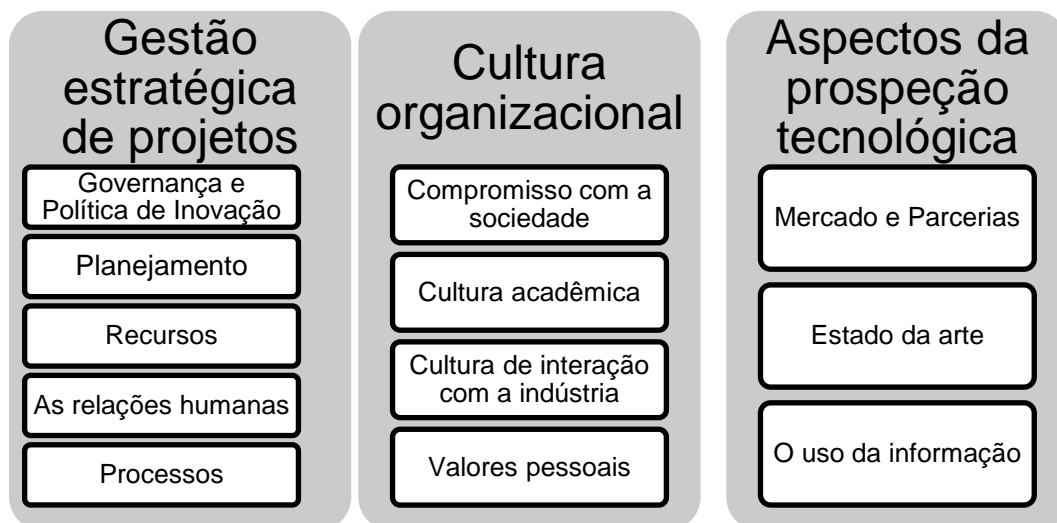 Gestão
estratégica
de projetos
Governança e
Política de Inovação
Planejamento
Recursos
As relações humanas
Processos
Cultura
organizacional
Compromisso com a
sociedade
Cultura acadêmica
Cultura de interação
com a indústria
Valores pessoais
Aspectos da
prospeção
tecnológica
Mercado e Parcerias
Estado da arte
O uso da informação